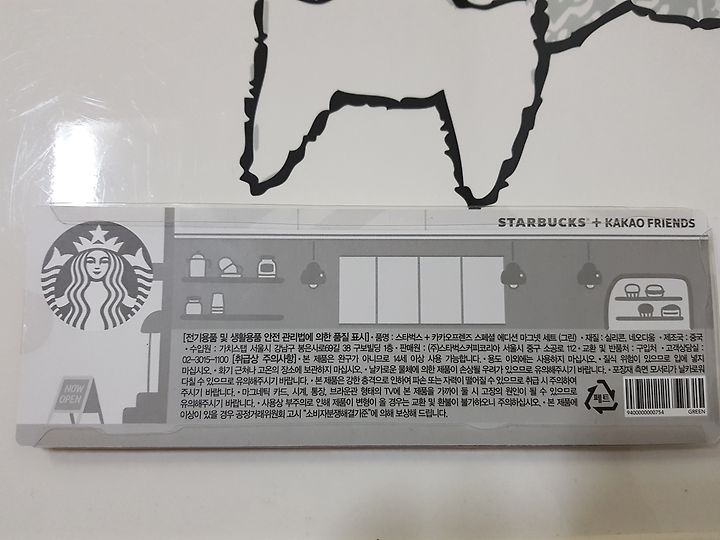 STARBUCKS + KAKAO FRIENDS
[전기용품 및 생활용품 안전 관리법에 의한 품질 표시] • 품명 : 스타벅스 + 카카오프렌즈 스페셜 에디션 마그넷 세트 (그린) • 재질 : 실리콘, 네오디움 • 제조국 : 중국
• 수입원 : 가치스탭 서울시 강남구 봉은사로69길 38 구보빌딩 1층 • 판매원 : (주)스타벅스커피코리아 서울시 중구 소공로 112 • 교환 및 반품처 : 구입처 • 고객상담실 :
02-3015-1100 [취급상 주의사항] • 본 제품은 완구가 아니므로 14세 이상 사용 가능합니다. • 용도 이외에는 사용하지 마십시오. • 질식 위험이 있으므로 입에 넣지
마십시오. • 화기 근처나 고온의 장소에 보관하지 마십시오. • 날카로운 물체에 의한 제품이 손상될 우려가 있으므로 유의해주시기 바랍니다. • 포장재 측면 모서리가 날카로워
다칠 수 있으므로 유의해주시기 바랍니다. • 본 제품은 강한 충격으로 인하여 파손 또는 자력이 떨어질 수 있으므로 취급 시 주의하여
주시기 바랍니다. • 마그네틱 카드, 시계, 통장, 브라운관 형태의 TV에 본 제품을 가까이 둘 시 고장의 원인이 될 수 있으므로
유의해주시기 바랍니다. • 사용상 부주의로 인해 제품이 변형이 올 경우는 교환 및 환불이 불가하오니 주의하십시오. • 본 제품에
이상이 있을 경우 공정거래위원회 고시 "소비자분쟁해결기준"에 의해 보상해 드립니다.
페트
9400000000754
GREEN
NOW
OPEN